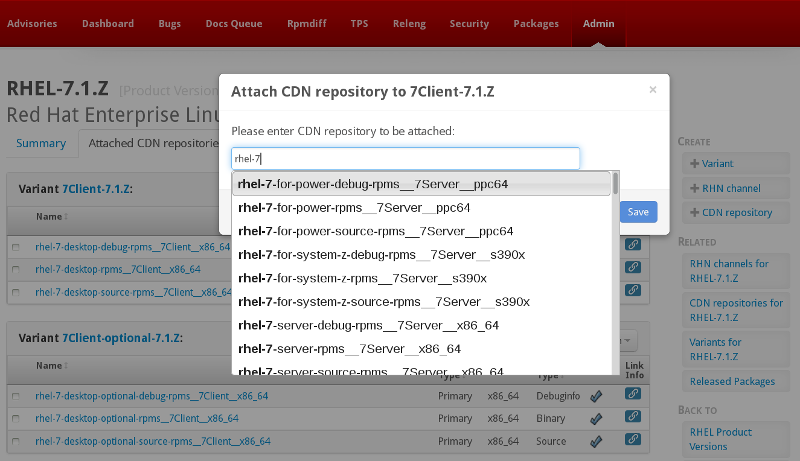 Advisories Dashboard Bugs Docs Queue Rpmdiff TPS Releng Security Packages Admin
RHEL-7.1.Z [Product Version
Red Hat Enterprise Linu
Summary Attached CDN repositories
Attach CDN repository to 7Client-7.1.Z ×
Please enter CDN repository to be attached:
rhel-7
rhel-7-for-power-debug-rpms__7Server__ppc64
rhel-7-for-power-rpms__7Server__ppc64
rhel-7-for-power-source-rpms__7Server__ppc64
rhel-7-for-system-z-debug-rpms__7Server__s390x
rhel-7-for-system-z-rpms__7Server__s390x
rhel-7-for-system-z-source-rpms__7Server__s390x
rhel-7-server-debug-rpms__7Server__x86_64
rhel-7-server-rpms__7Server__x86_64
rhel-7-server-source-rpms__7Server__x86_64
Save
Variant 7Client-7.1.Z:
Name
rhel-7-desktop-debug-rpms__7Client__x86_64
rhel-7-desktop-rpms__7Client__x86_64
rhel-7-desktop-source-rpms__7Client__x86_64
Variant 7Client-optional-7.1.Z:
Name Type Type Link
Info
rhel-7-desktop-optional-debug-rpms__7Client__x86_64 Primary x86_64 Debuginfo
rhel-7-desktop-optional-rpms__7Client__x86_64 Primary x86_64 Binary
rhel-7-desktop-optional-source-rpms__7Client__x86_64 Primary x86_64 Source
CREATE
Variant
RHN channel
CDN repository
RELATED
RHN channels for
RHEL-7.1.Z
CDN repositories for
RHEL-7.1.Z
Variants for
RHEL-7.1.Z
Released Packages
BACK TO
RHEL Product
Versions